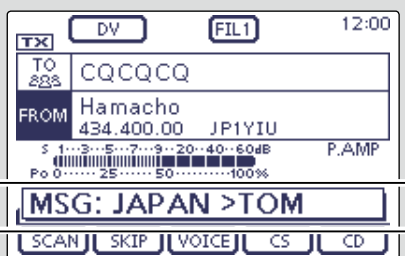 DV FIL1 12:00
TX
TO CQCQCQ
FROM Hamacho
434.400.00 JP1YIU
S 1··3··5··7··9··20··40··60dB P.AMP
Po 0······25·····50·········100%
MSG: JAPAN >TOM
SCAN SKIP VOICE CS CD